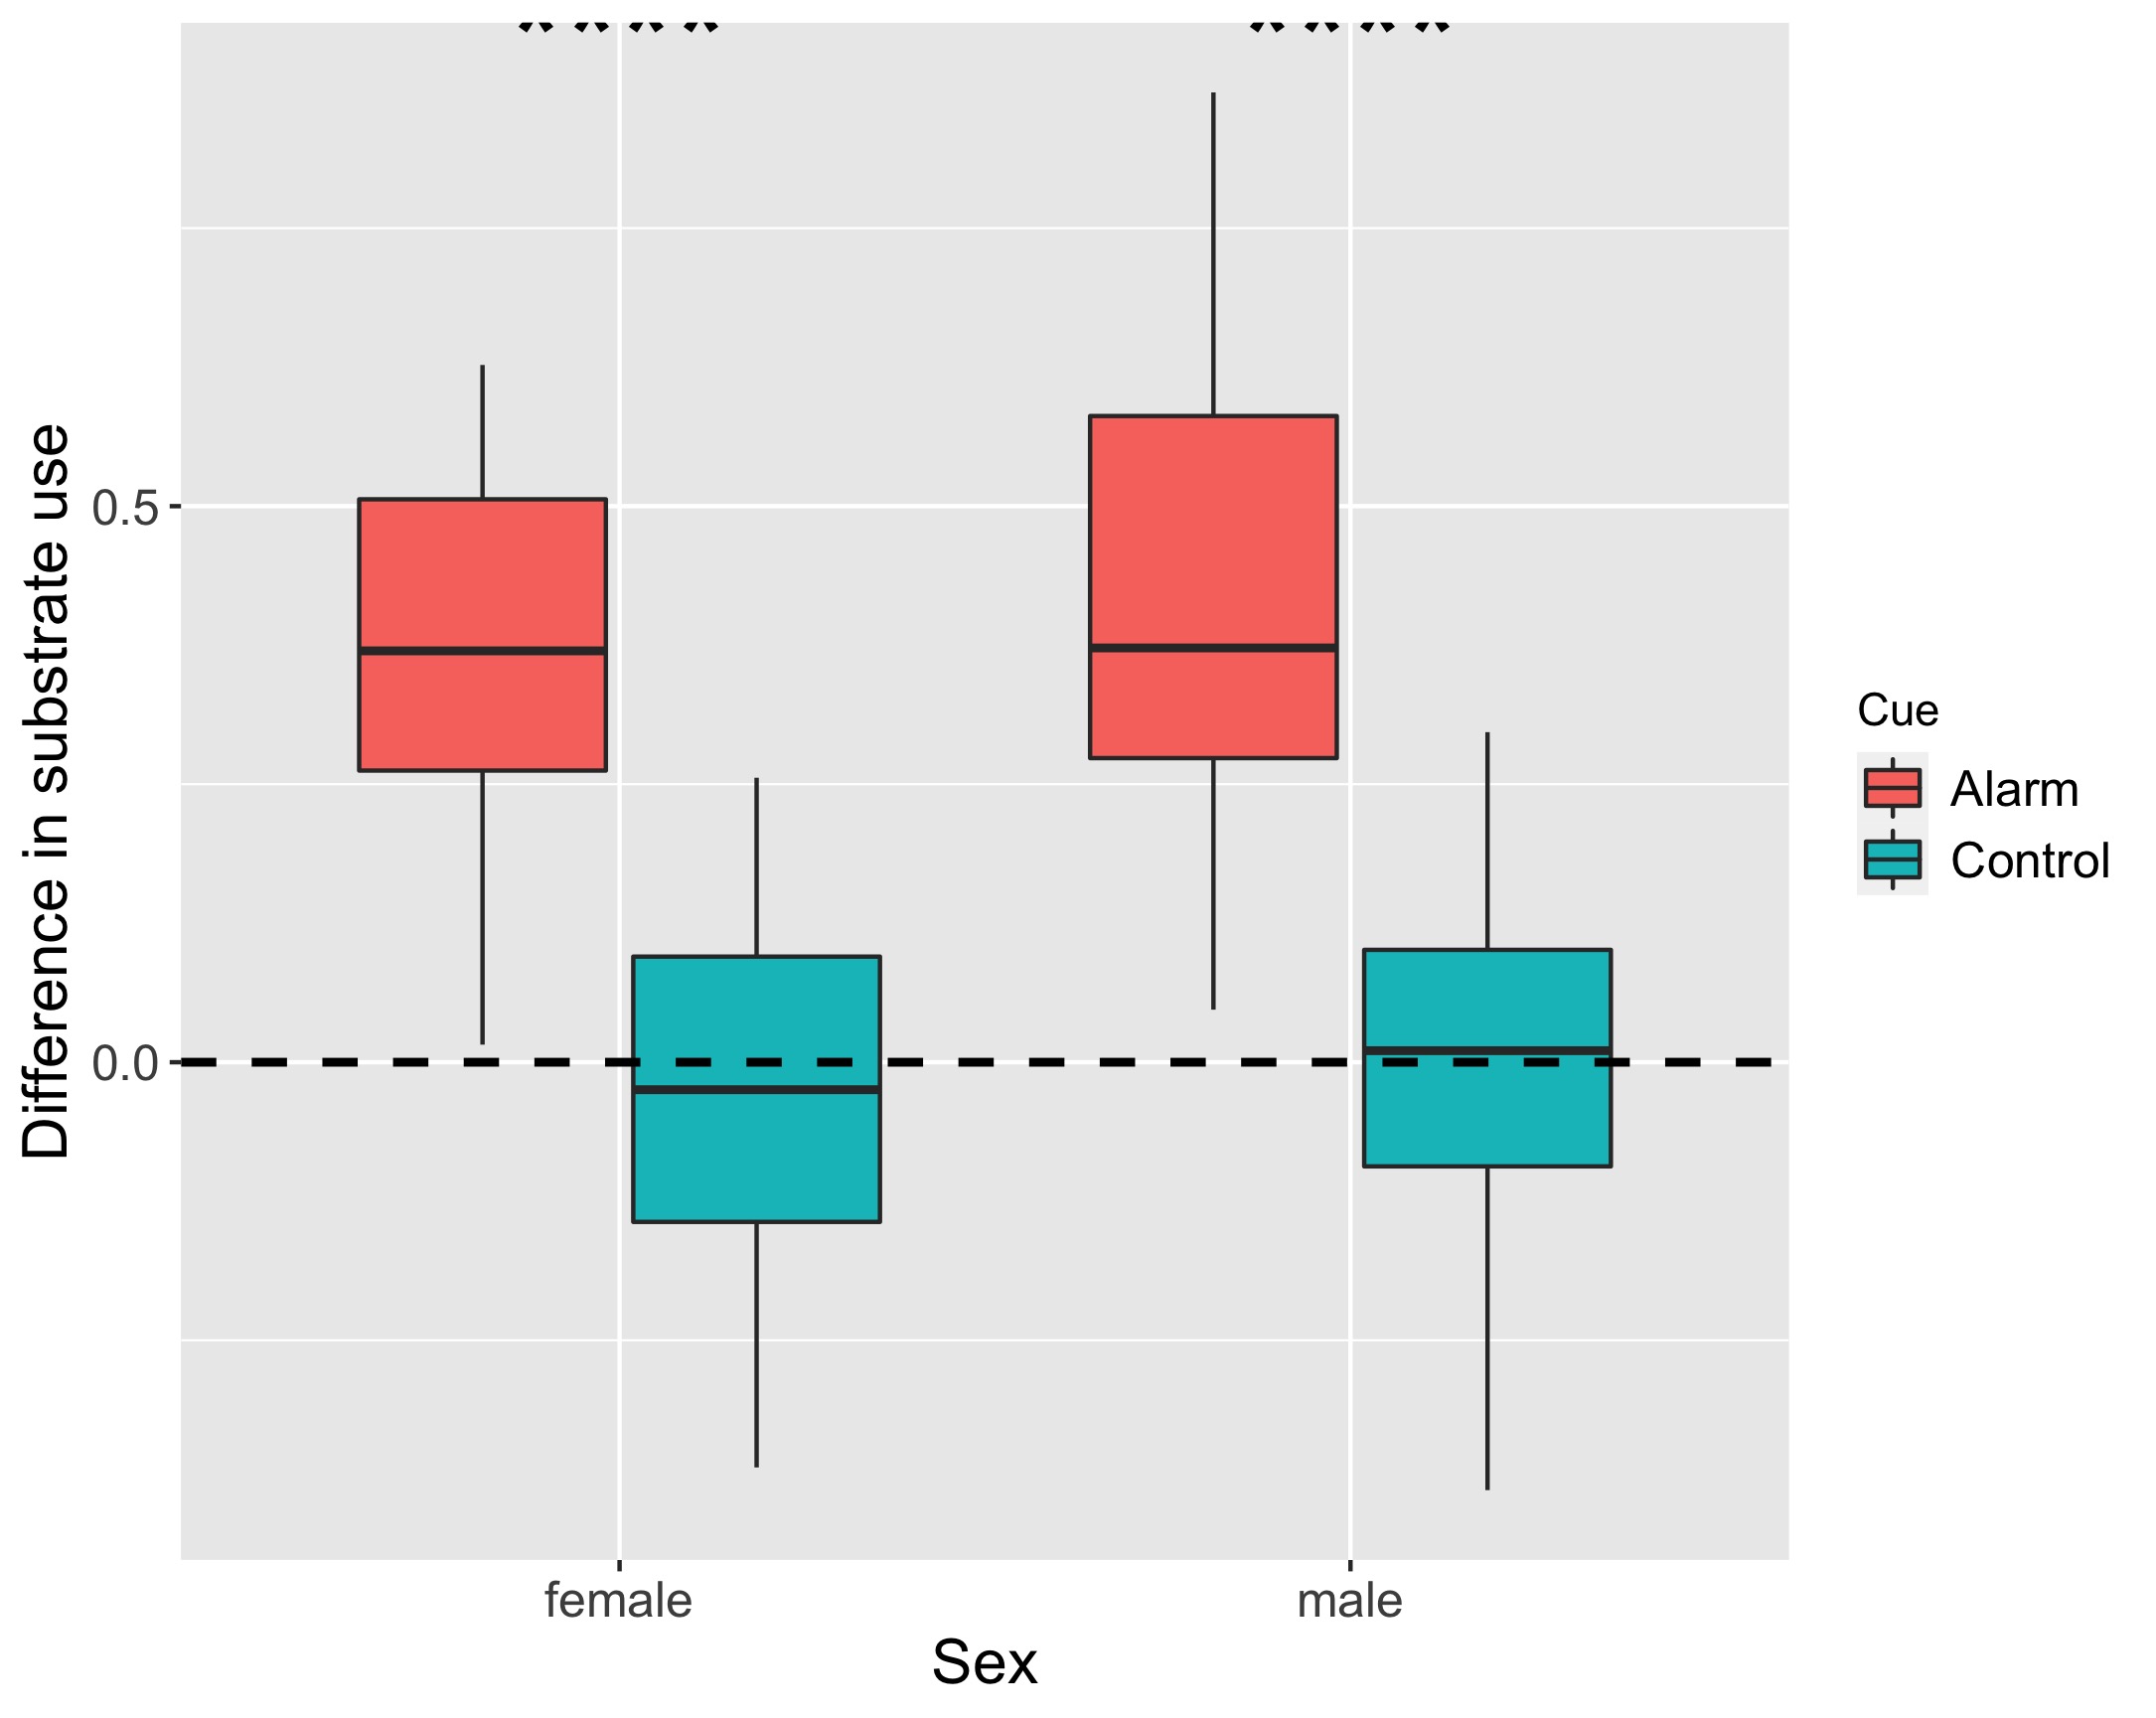 **** ****
Difference in substrate use
0.5
0.0
female male
Sex
Cue
Alarm
Control